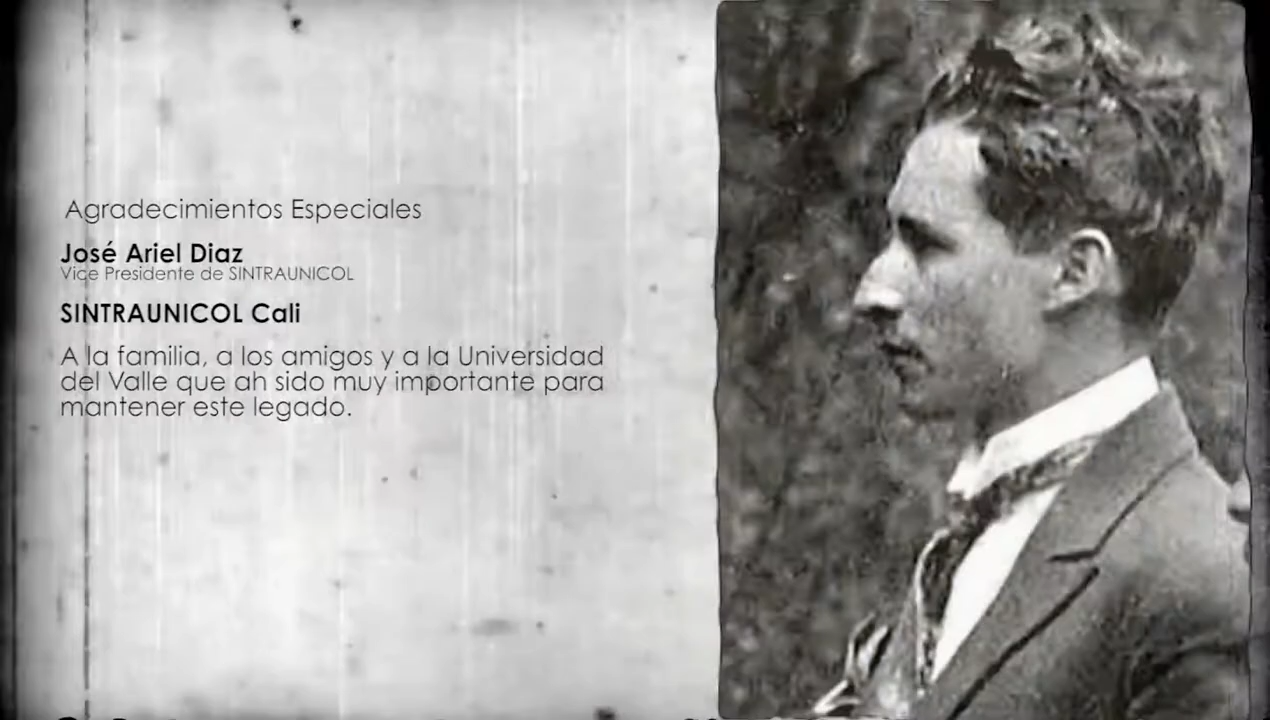 Agradecimientos Especiales
José Ariel Diaz
Vice Presidente de SINTRAUNICOL
SINTRAUNICOL Cali
A la familia, a los amigos y a la Universidad
del Valle que ah sido muy importante para
mantener este legado.